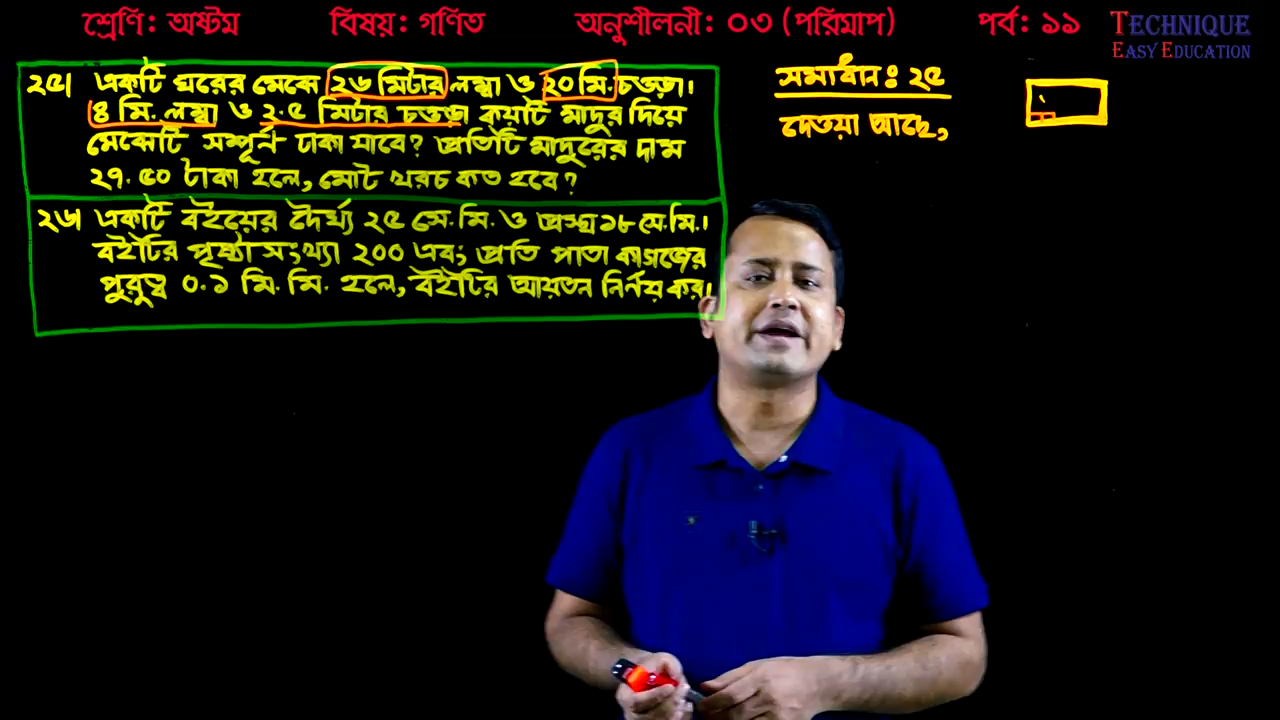 শ্রেণি: অষ্টম বিষয়: গণিত অনুশীলনী: ০৩ (পরিমাপ) পর্ব: ১১
TECHNIQUE
EASY EDUCATION
২৫। একটি ঘরের মেঝে ২৬ মিটার লম্বা ও ২০ মি. চওড়া।
৪ মি. লম্বা ও ২.৫ মিটার চওড়া কয়টি মাদুর দিয়ে
মেঝেটি সম্পূর্ণ ঢাকা যাবে? প্রতিটি মাদুরের দাম
২৭.৫০ টাকা হলে, মোট খরচ কত হবে?
২৬। একটি বইয়ের দৈর্ঘ্য ২৫ সে.মি. ও প্রস্থ ১৮ সে.মি.।
বইটির পৃষ্ঠাসংখ্যা ২০০ এবং প্রতি পাতা কাগজের
পুরুত্ব ০.১ মি.মি. হলে, বইটির আয়তন নির্ণয় কর।
সমাধান: ২৫
দেওয়া আছে,